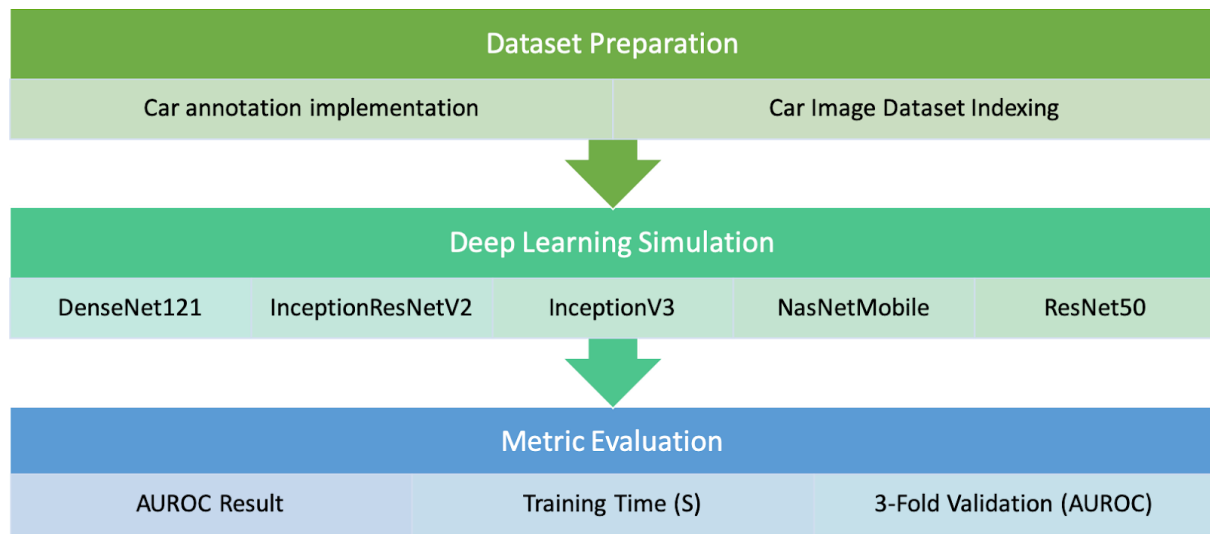 Dataset Preparation
Car annotation implementation
Car Image Dataset Indexing
Deep Learning Simulation
DenseNet121
InceptionResNetV2
InceptionV3
NasNetMobile
ResNet50
Metric Evaluation
AUROC Result
Training Time (S)
3-Fold Validation (AUROC)